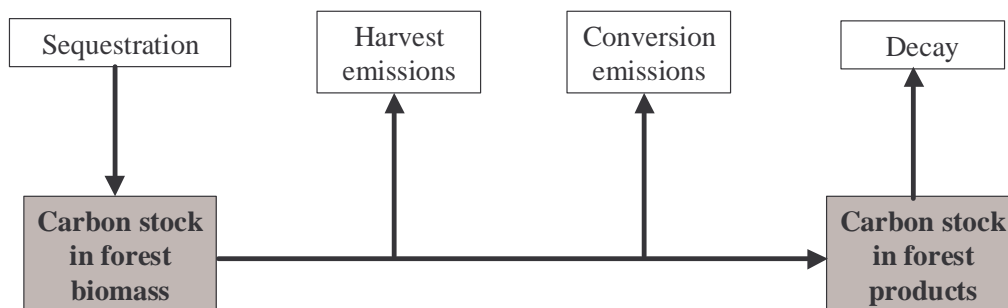 Sequestration
Harvest
emissions
Conversion
emissions
Decay
Carbon stock
in forest
biomass
Carbon stock
in forest
products